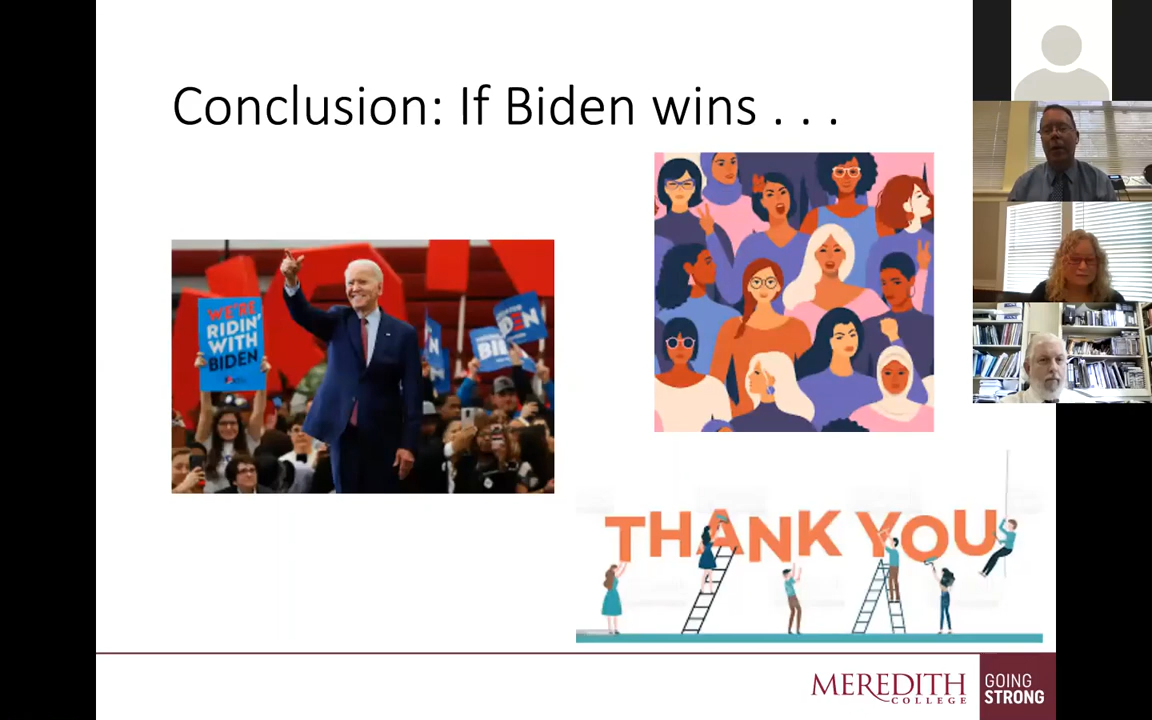 Conclusion: If Biden wins . . .
WE'RE
RIDIN'
WITH
BIDEN
THANK YOU
MEREDITH
COLLEGE
GOING
STRONG